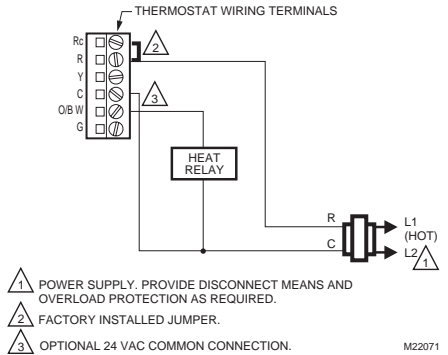 THERMOSTAT WIRING TERMINALS
Rc
R
Y
C
O/B W
G
2
3
HEAT
RELAY
R
C
L1
(HOT)
L2
1
1 POWER SUPPLY. PROVIDE DISCONNECT MEANS AND
OVERLOAD PROTECTION AS REQUIRED.
2 FACTORY INSTALLED JUMPER.
3 OPTIONAL 24 VAC COMMON CONNECTION.
M22071